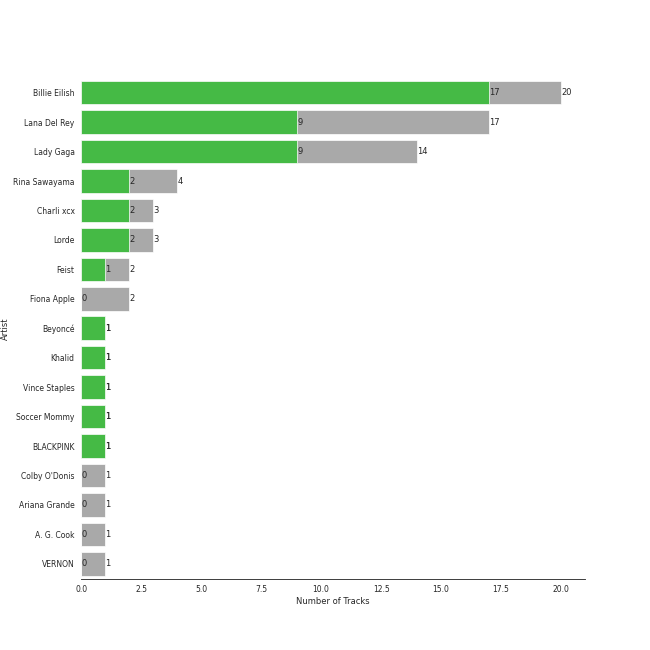 Billie Eilish 17 20
Lana Del Rey 9 17
Lady Gaga 9 14
Rina Sawayama 2 4
Charli xcx 2 3
Lorde 2 3
Feist 1 2
Fiona Apple 0 2
Beyoncé 1
Khalid 1
Vince Staples 1
Soccer Mommy 1
BLACKPINK 1
Colby O'Donis 0 1
Ariana Grande 0 1
A. G. Cook 0 1
VERNON 0 1
Artist
0.0 2.5 5.0 7.5 10.0 12.5 15.0 17.5 20.0
Number of Tracks